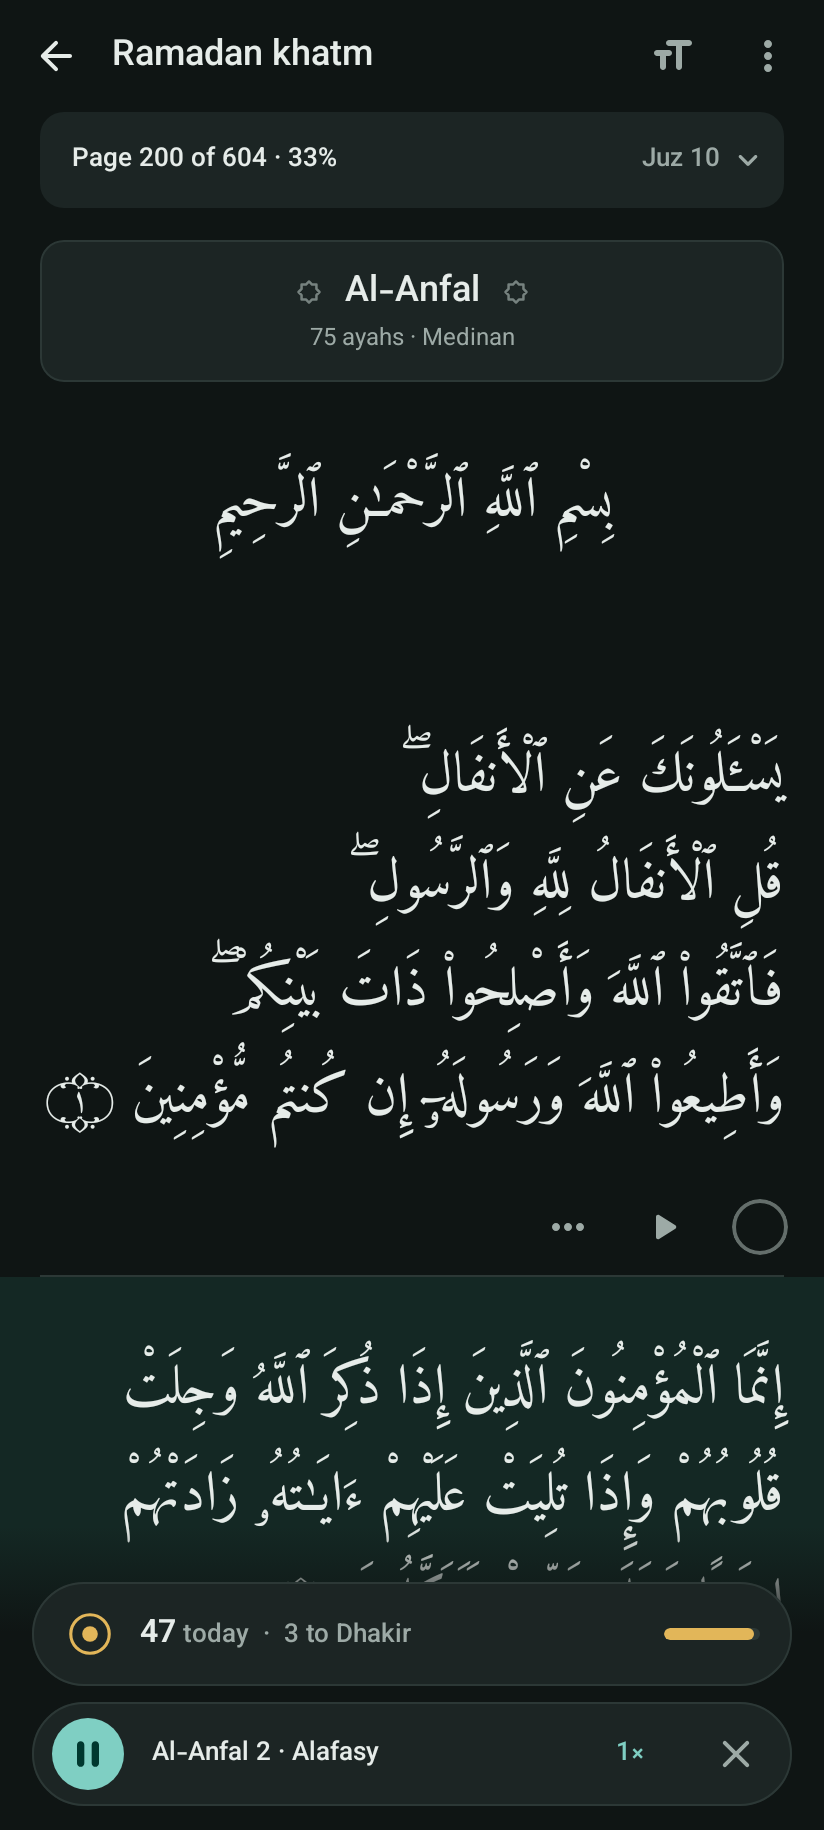 Ramadan khatm
Page 200 of 604 · 33%
Juz 10
Al-Anfal
75 ayahs · Medinan
بِسْمِ ٱللَّهِ ٱلرَّحْمَـٰنِ ٱلرَّحِيمِ
يَسْـَٔلُونَكَ عَنِ ٱلْأَنفَالِ ۖ
قُلِ ٱلْأَنفَالُ لِلَّهِ وَٱلرَّسُولِ ۖ
فَٱتَّقُوا۟ ٱللَّهَ وَأَصْلِحُوا۟ ذَاتَ بَيْنِكُمْ ۖ
وَأَطِيعُوا۟ ٱللَّهَ وَرَسُولَهُۥٓ إِن كُنتُم مُّؤْمِنِينَ ١
إِنَّمَا ٱلْمُؤْمِنُونَ ٱلَّذِينَ إِذَا ذُكِرَ ٱللَّهُ وَجِلَتْ
قُلُوبُهُمْ وَإِذَا تُلِيَتْ عَلَيْهِمْ ءَايَـٰتُهُۥ زَادَتْهُمْ
47 today · 3 to Dhakir
Al-Anfal 2 · Alafasy
1×